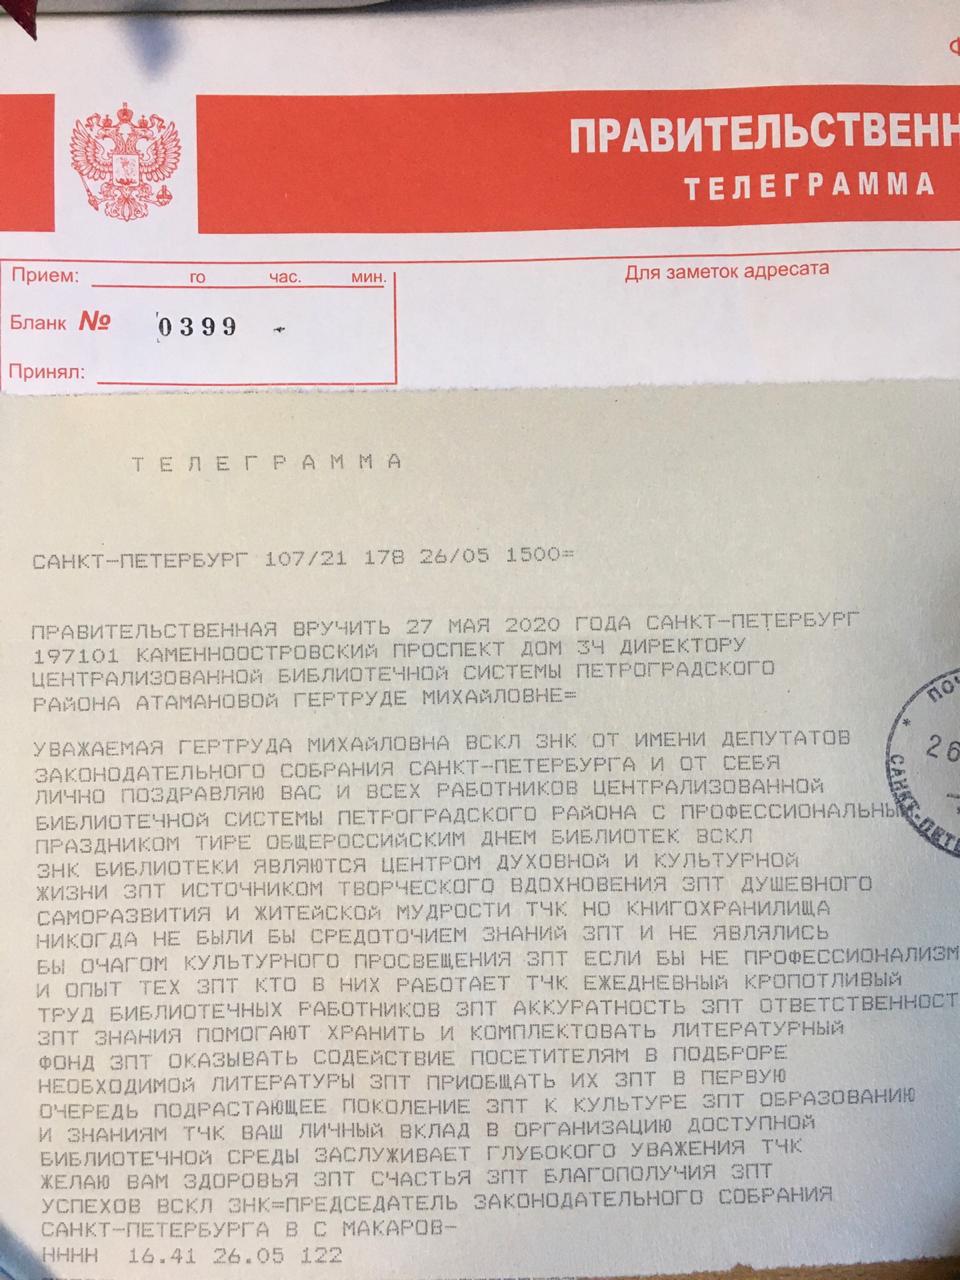 ПРАВИТЕЛЬСТВЕНН
ТЕЛЕГРАММА
Прием: го час. мин.
Для заметок адресата
Бланк № 0399
Принял:
ТЕЛЕГРАММА
САНКТ-ПЕТЕРБУРГ 107/21 178 26/05 1500=
ПРАВИТЕЛЬСТВЕННАЯ ВРУЧИТЬ 27 МАЯ 2020 ГОДА САНКТ-ПЕТЕРБУРГ
197101 КАМЕННООСТРОВСКИЙ ПРОСПЕКТ ДОМ 3Ч ДИРЕКТОРУ
ЦЕНТРАЛИЗОВАННОЙ БИБЛИОТЕЧНОЙ СИСТЕМЫ ПЕТРОГРАДСКОГО
РАЙОНА АТАМАНОВОЙ ГЕРТРУДЕ МИХАЙЛОВНЕ=
УВАЖАЕМАЯ ГЕРТРУДА МИХАЙЛОВНА ВСКЛ ЗНК ОТ ИМЕНИ ДЕПУТАТОВ
ЗАКОНОДАТЕЛЬНОГО СОБРАНИЯ САНКТ-ПЕТЕРБУРГА И ОТ СЕБЯ
ЛИЧНО ПОЗДРАВЛЯЮ ВАС И ВСЕХ РАБОТНИКОВ ЦЕНТРАЛИЗОВАННОЙ
БИБЛИОТЕЧНОЙ СИСТЕМЫ ПЕТРОГРАДСКОГО РАЙОНА С ПРОФЕССИОНАЛЬНЫМ
ПРАЗДНИКОМ ТИРЕ ОБЩЕРОССИЙСКИМ ДНЕМ БИБЛИОТЕК ВСКЛ
ЗНК БИБЛИОТЕКИ ЯВЛЯЮТСЯ ЦЕНТРОМ ДУХОВНОЙ И КУЛЬТУРНОЙ
ЖИЗНИ ЗПТ ИСТОЧНИКОМ ТВОРЧЕСКОГО ВДОХНОВЕНИЯ ЗПТ ДУШЕВНОГО
САМОРАЗВИТИЯ И ЖИТЕЙСКОЙ МУДРОСТИ ТЧК НО КНИГОХРАНИЛИЩА
НИКОГДА НЕ БЫЛИ БЫ СРЕДОТОЧИЕМ ЗНАНИЙ ЗПТ И НЕ ЯВЛЯЛИСЬ
БЫ ОЧАГОМ КУЛЬТУРНОГО ПРОСВЕЩЕНИЯ ЗПТ ЕСЛИ БЫ НЕ ПРОФЕССИОНАЛИЗМ
И ОПЫТ ТЕХ ЗПТ КТО В НИХ РАБОТАЕТ ТЧК ЕЖЕДНЕВНЫЙ КРОПОТЛИВЫЙ
ТРУД БИБЛИОТЕЧНЫХ РАБОТНИКОВ ЗПТ АККУРАТНОСТЬ ЗПТ ОТВЕТСТВЕННОСТ
ЗПТ ЗНАНИЯ ПОМОГАЮТ ХРАНИТЬ И КОМПЛЕКТОВАТЬ ЛИТЕРАТУРНЫЙ
ФОНД ЗПТ ОКАЗЫВАТЬ СОДЕЙСТВИЕ ПОСЕТИТЕЛЯМ В ПОДБРОРЕ
НЕОБХОДИМОЙ ЛИТЕРАТУРЫ ЗПТ ПРИОБЩАТЬ ИХ ЗПТ В ПЕРВУЮ
ОЧЕРЕДЬ ПОДРАСТАЮЩЕЕ ПОКОЛЕНИЕ ЗПТ К КУЛЬТУРЕ ЗПТ ОБРАЗОВАНИЮ
И ЗНАНИЯМ ТЧК ВАШ ЛИЧНЫЙ ВКЛАД В ОРГАНИЗАЦИЮ ДОСТУПНОЙ
БИБЛИОТЕЧНОЙ СРЕДЫ ЗАСЛУЖИВАЕТ ГЛУБОКОГО УВАЖЕНИЯ ТЧК
ЖЕЛАЮ ВАМ ЗДОРОВЬЯ ЗПТ СЧАСТЬЯ ЗПТ БЛАГОПОЛУЧИЯ ЗПТ
УСПЕХОВ ВСКЛ ЗНК=ПРЕДСЕДАТЕЛЬ ЗАКОНОДАТЕЛЬНОГО СОБРАНИЯ
САНКТ-ПЕТЕРБУРГА В С МАКАРОВ-
НННН 16.41 26.05 122
ПОЧ
26
САНКТ-ПЕТЕ